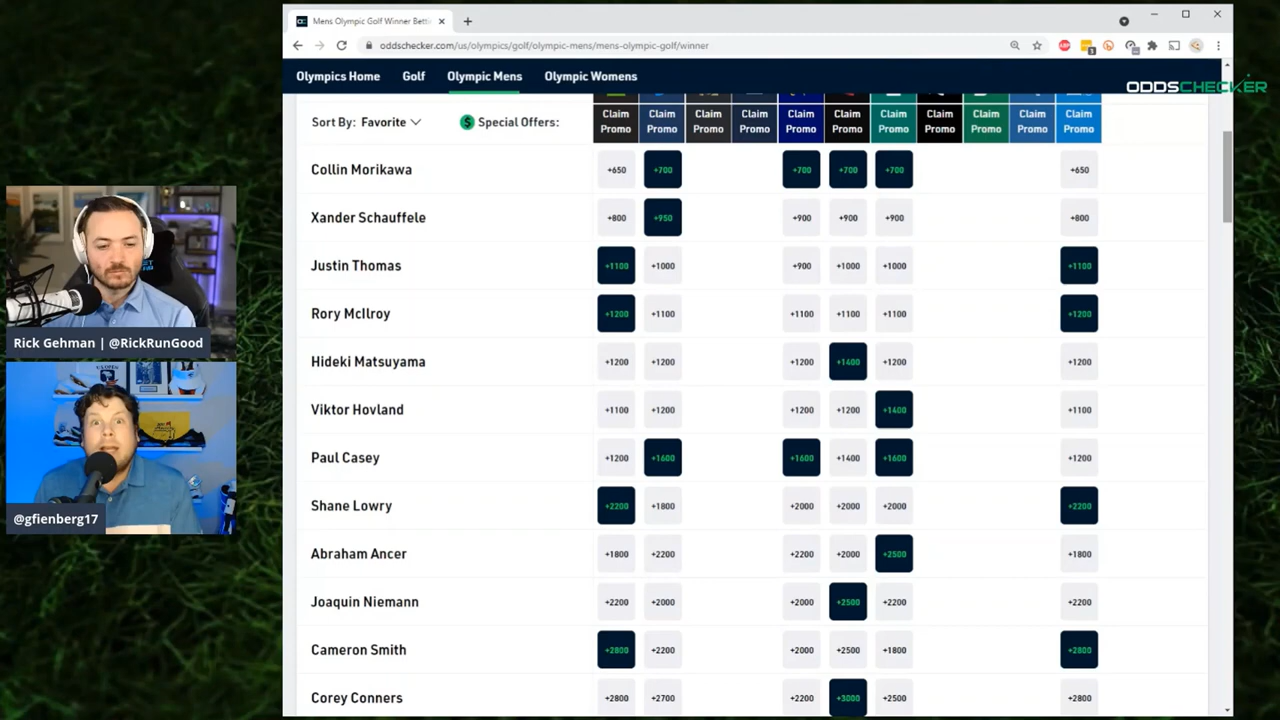 Mens Olympic Golf Winner Betti
oddschecker.com/us/olympics/golf/olympic-mens/mens-olympic-golf/winner
Olympics Home Golf Olympic Mens Olympic Womens
ODDSCHECKER
Sort By: Favorite $ Special Offers:
Claim Promo Claim Promo Claim Promo Claim Promo Claim Promo Claim Promo Claim Promo Claim Promo Claim Promo Claim Promo Claim Promo
Collin Morikawa +650 +700 +700 +700 +700 +650
Xander Schauffele +800 +950 +900 +900 +900 +800
Justin Thomas +1100 +1000 +900 +1000 +1000 +1100
Rory McIlroy +1200 +1100 +1100 +1100 +1100 +1200
Hideki Matsuyama +1200 +1200 +1200 +1400 +1200 +1200
Viktor Hovland +1100 +1200 +1200 +1200 +1400 +1100
Paul Casey +1200 +1600 +1600 +1400 +1600 +1200
Shane Lowry +2200 +1800 +2000 +2000 +2000 +2200
Abraham Ancer +1800 +2200 +2200 +2000 +2500 +1800
Joaquin Niemann +2200 +2000 +2000 +2500 +2200 +2200
Cameron Smith +2800 +2200 +2000 +2500 +1800 +2800
Corey Conners +2800 +2700 +2200 +3000 +2500 +2800
Rick Gehman | @RickRunGood
@gfienberg17